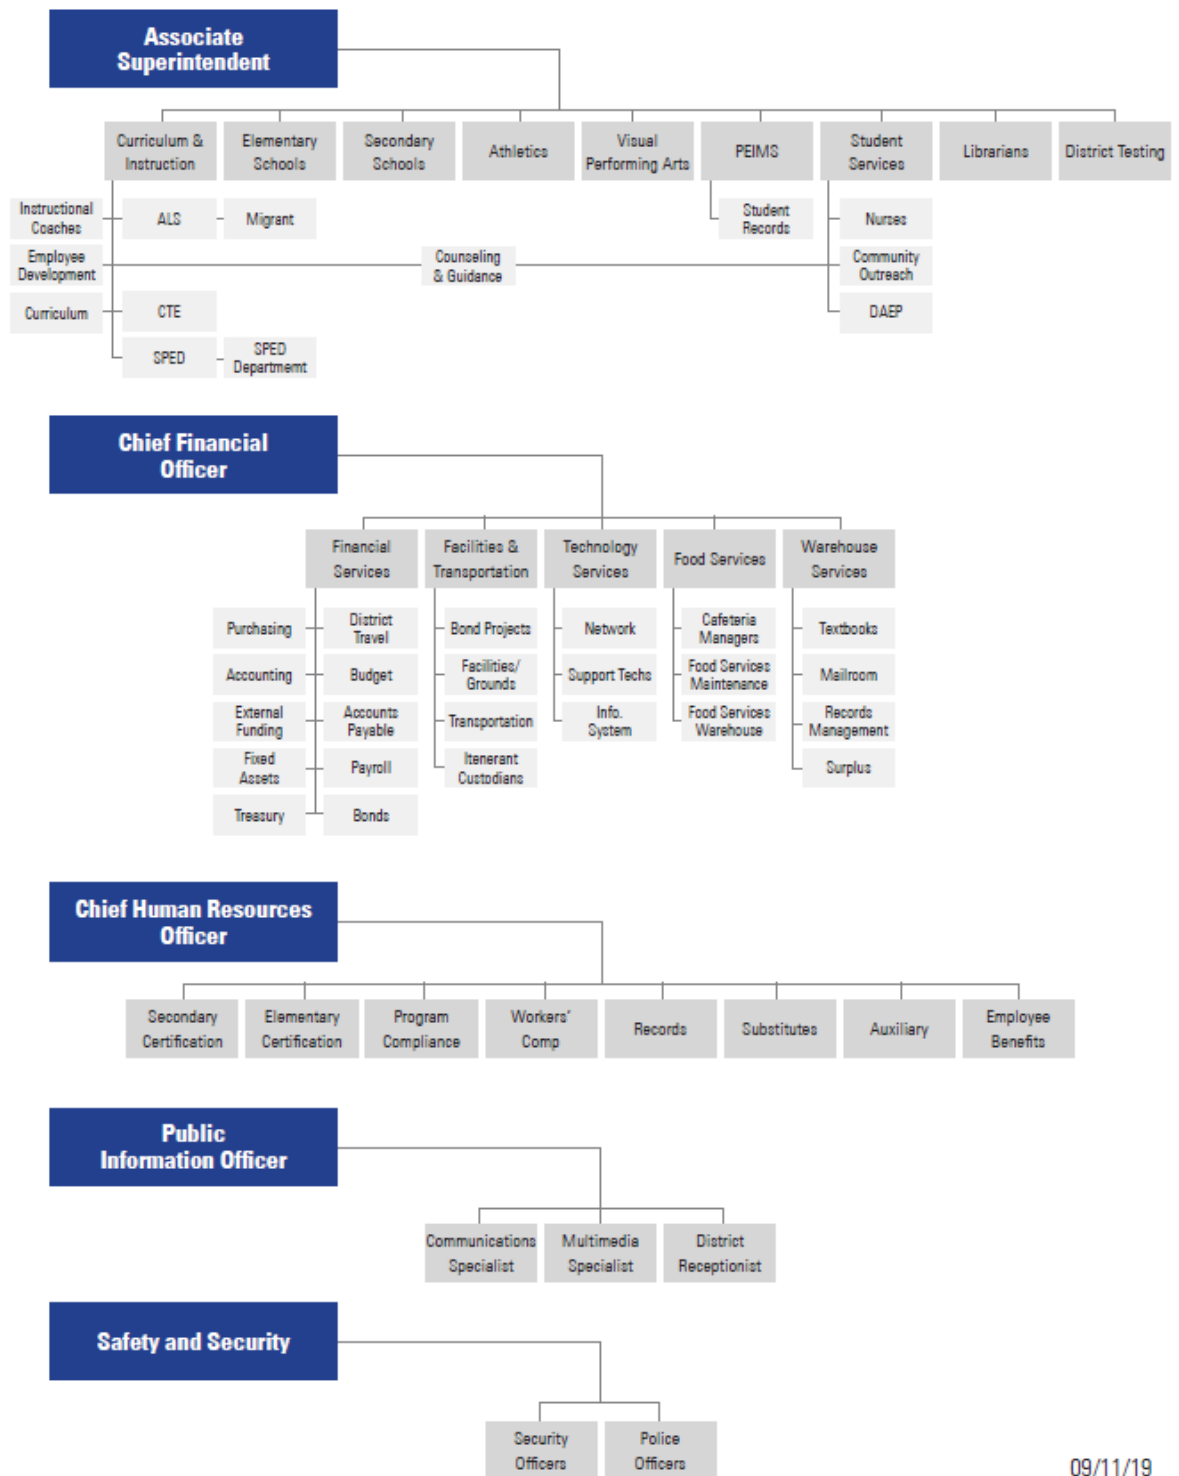 Associate
Superintendent
Curriculum &
Instruction
Elementary
Schools
Secondary
Schools
Athletics
Visual
Performing Arts
PEIMS
Student
Services
Librarians
District Testing
Instructional
Coaches
ALS
Migrant
Student
Records
Nurses
Employee
Development
Counseling
& Guidance
Community
Outreach
Curriculum
CTE
DAEP
SPED
SPED
Departmemt
Chief Financial
Officer
Financial
Services
Facilities &
Transportation
Technology
Services
Food Services
Warehouse
Services
Purchasing
District
Travel
Bond Projects
Network
Cafeteria
Managers
Textbooks
Accounting
Budget
Facilities/
Grounds
Support Techs
Food Services
Maintenance
Mailroom
External
Funding
Accounts
Payable
Transportation
Info.
System
Food Services
Warehouse
Records
Management
Fixed
Assets
Payroll
Itenerant
Custodians
Surplus
Treasury
Bonds
Chief Human Resources
Officer
Secondary
Certification
Elementary
Certification
Program
Compliance
Workers'
Comp
Records
Substitutes
Auxiliary
Employee
Benefits
Public
Information Officer
Communications
Specialist
Multimedia
Specialist
District
Receptionist
Safety and Security
Security
Officers
Police
Officers
09/11/19